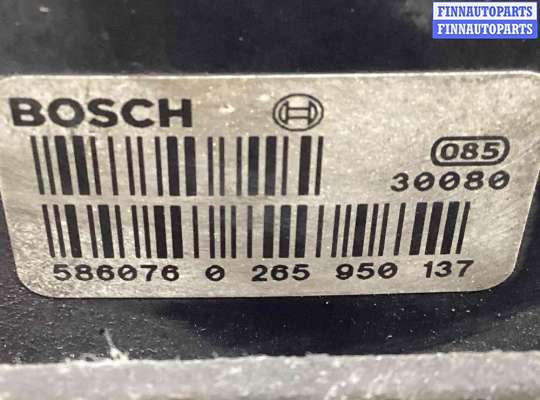 FINNAUTOPARTS
FINNAUTOPARTS
BOSCH
085
30080
586076 0 265 950 137